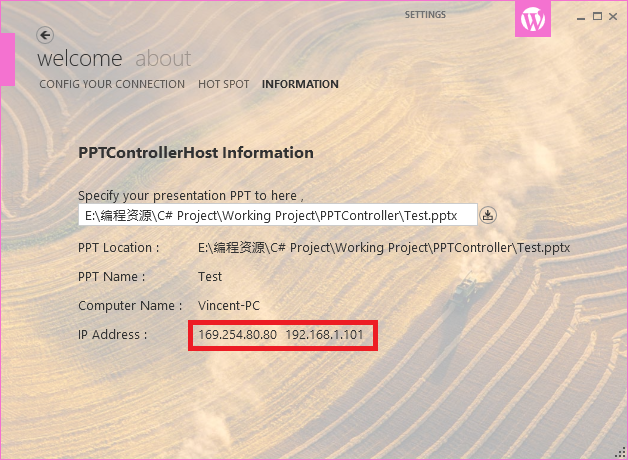 SETTINGS
welcome about
CONFIG YOUR CONNECTION HOT SPOT INFORMATION
PPTControllerHost Information
Specify your presentation PPT to here ,
E:\编程资源\C# Project\Working Project\PPTController\Test.pptx
PPT Location : E:\编程资源\C# Project\Working Project\PPTController\Test.pptx
PPT Name : Test
Computer Name : Vincent-PC
IP Address : 169.254.80.80 192.168.1.101